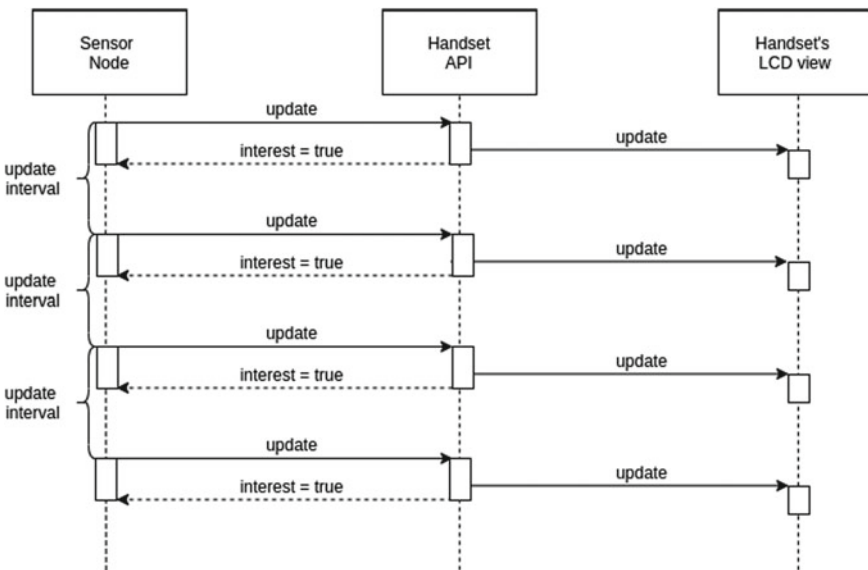 Sensor
Node
Handset
API
Handset's
LCD view
update
interest = true
update
update
interval
update
interest = true
update
update
interval
update
interest = true
update
update
interval
update
interest = true
update